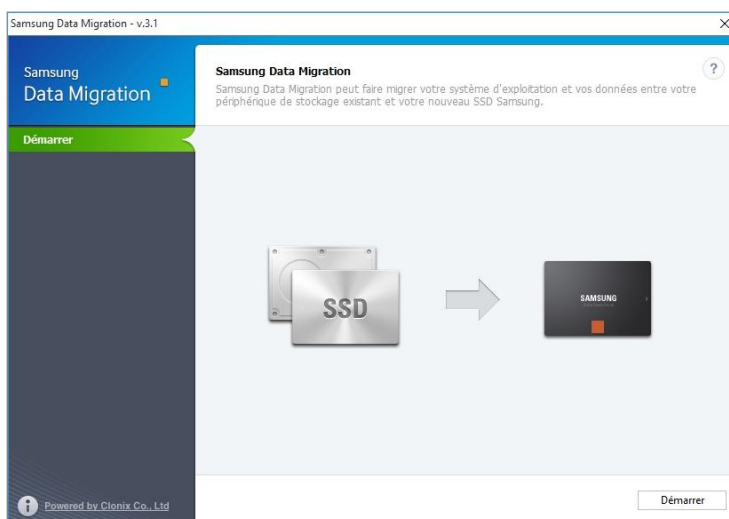 Samsung Data Migration - v.3.1
Samsung
Data Migration
Samsung Data Migration
Samsung Data Migration peut faire migrer votre système d'exploitation et vos données entre votre
périphérique de stockage existant et votre nouveau SSD Samsung.
?
Démarrer
SSD
SAMSUNG
Powered by Clonix Co., Ltd
Démarrer